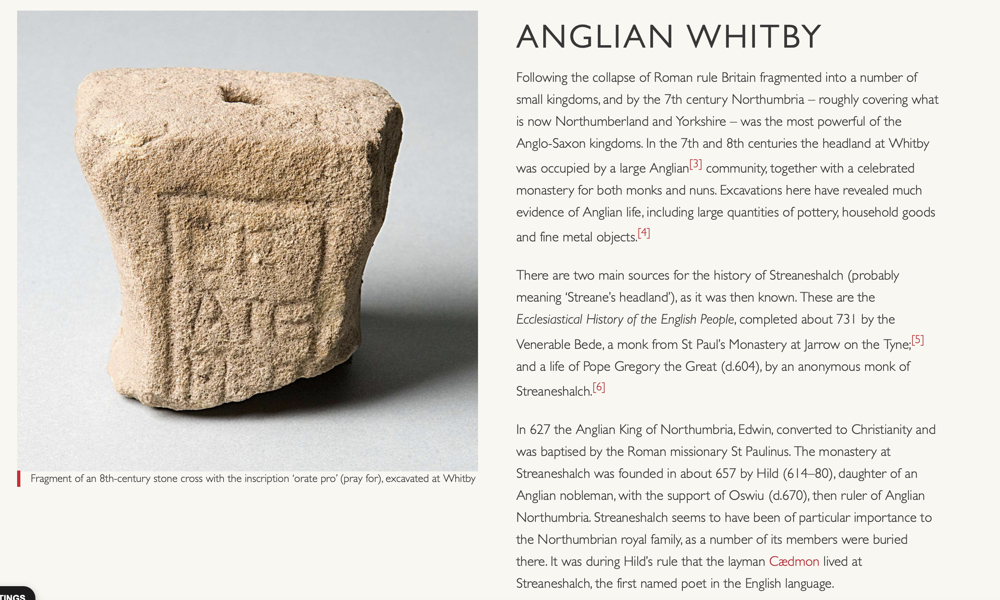 ANGLIAN WHITBY
Following the collapse of Roman rule Britain fragmented into a number of
small kingdoms, and by the 7th century Northumbria – roughly covering what
is now Northumberland and Yorkshire – was the most powerful of the
Anglo-Saxon kingdoms. In the 7th and 8th centuries the headland at Whitby
was occupied by a large Anglian[3] community, together with a celebrated
monastery for both monks and nuns. Excavations here have revealed much
evidence of Anglian life, including large quantities of pottery, household goods
and fine metal objects.[4]
There are two main sources for the history of Streaneshalch (probably
meaning ‘Streane’s headland’), as it was then known. These are the
Ecclesiastical History of the English People, completed about 731 by the
Venerable Bede, a monk from St Paul’s Monastery at Jarrow on the Tyne;[5]
and a life of Pope Gregory the Great (d.604), by an anonymous monk of
Streaneshalch.[6]
In 627 the Anglian King of Northumbria, Edwin, converted to Christianity and
was baptised by the Roman missionary St Paulinus. The monastery at
Streaneshalch was founded in about 657 by Hild (614–80), daughter of an
Anglian nobleman, with the support of Oswiu (d.670), then ruler of Anglian
Northumbria. Streaneshalch seems to have been of particular importance to
the Northumbrian royal family, as a number of its members were buried
there. It was during Hild’s rule that the layman Cædmon lived at
Streaneshalch, the first named poet in the English language.
ATE
Fragment of an 8th-century stone cross with the inscription ‘orate pro’ (pray for), excavated at Whitby
TINGS